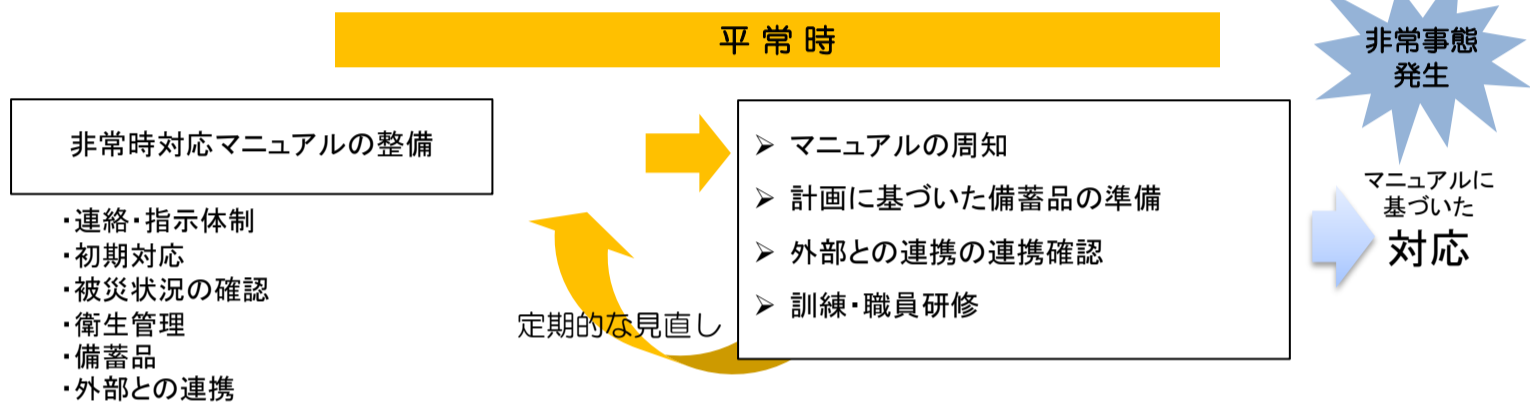 平常時
非常事態
発生
非常時対応マニュアルの整備
・連絡・指示体制
・初期対応
・被災状況の確認
・衛生管理
・備蓄品
・外部との連携
定期的な見直し
➢ マニュアルの周知
➢ 計画に基づいた備蓄品の準備
➢ 外部との連携の連携確認
➢ 訓練・職員研修
マニュアルに
基づいた
対応